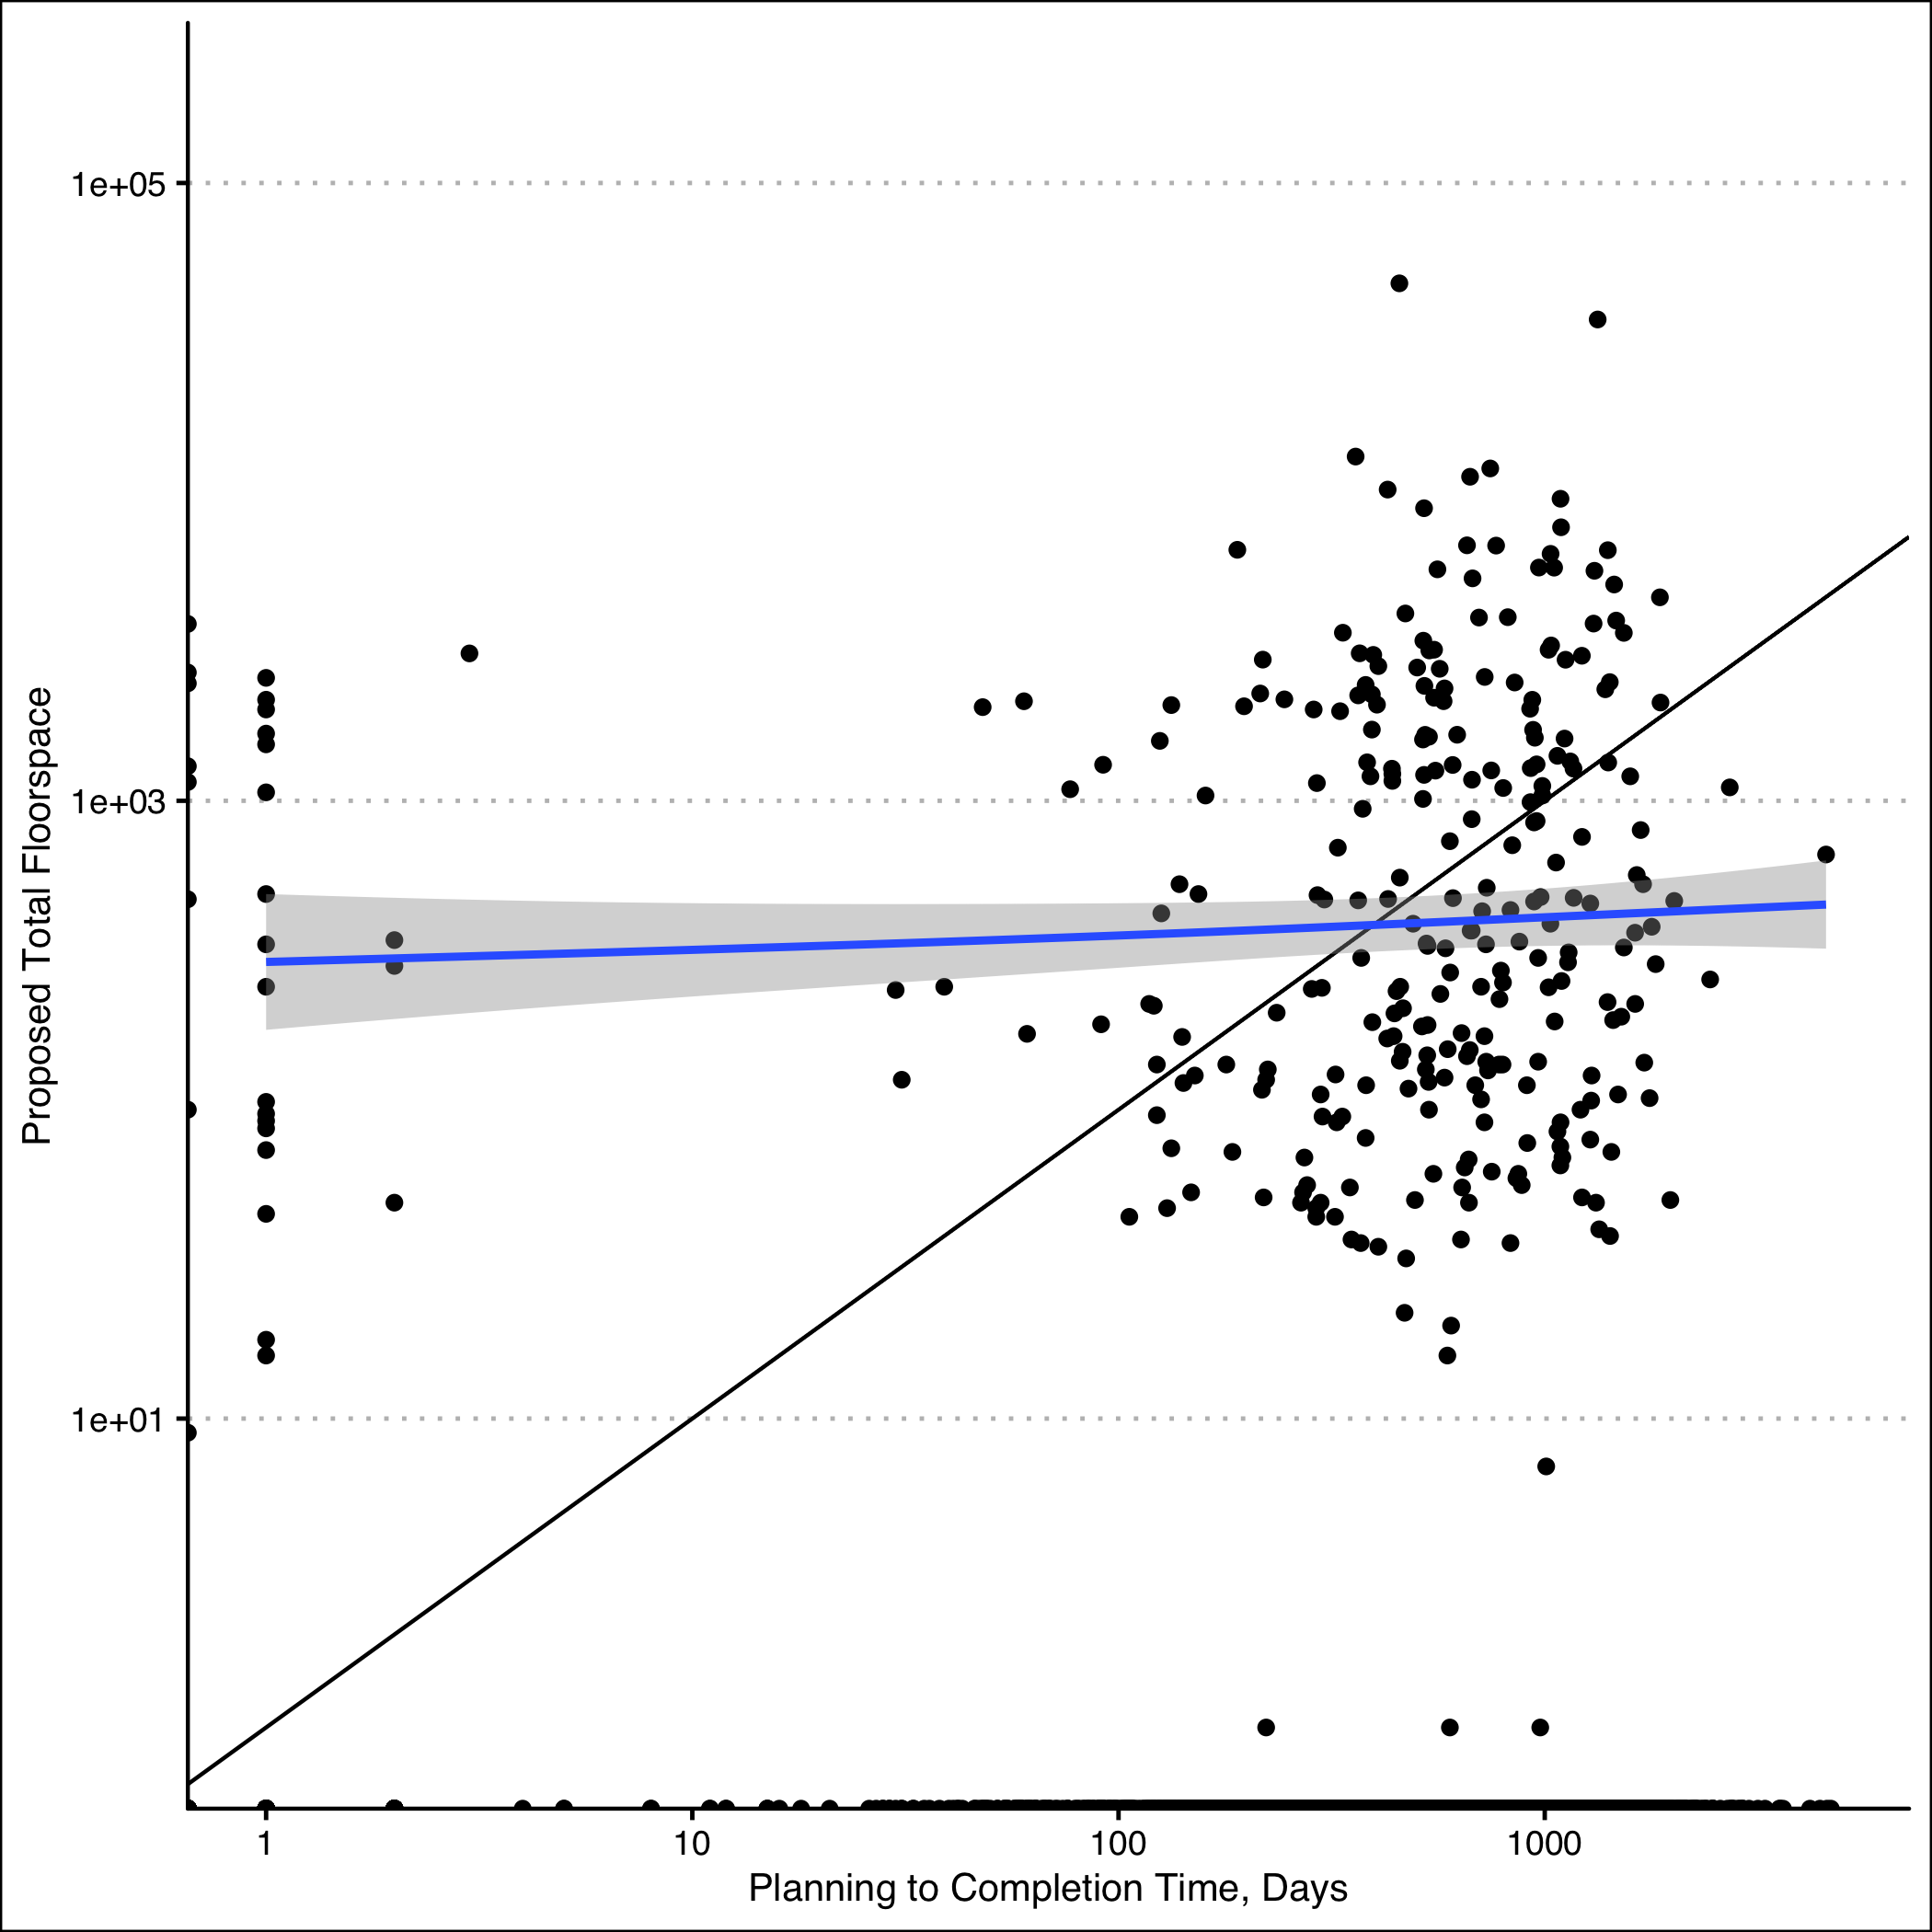 Proposed Total Floorspace
1e+05
1e+03
1e+01
1
10
100
1000
Planning to Completion Time, Days